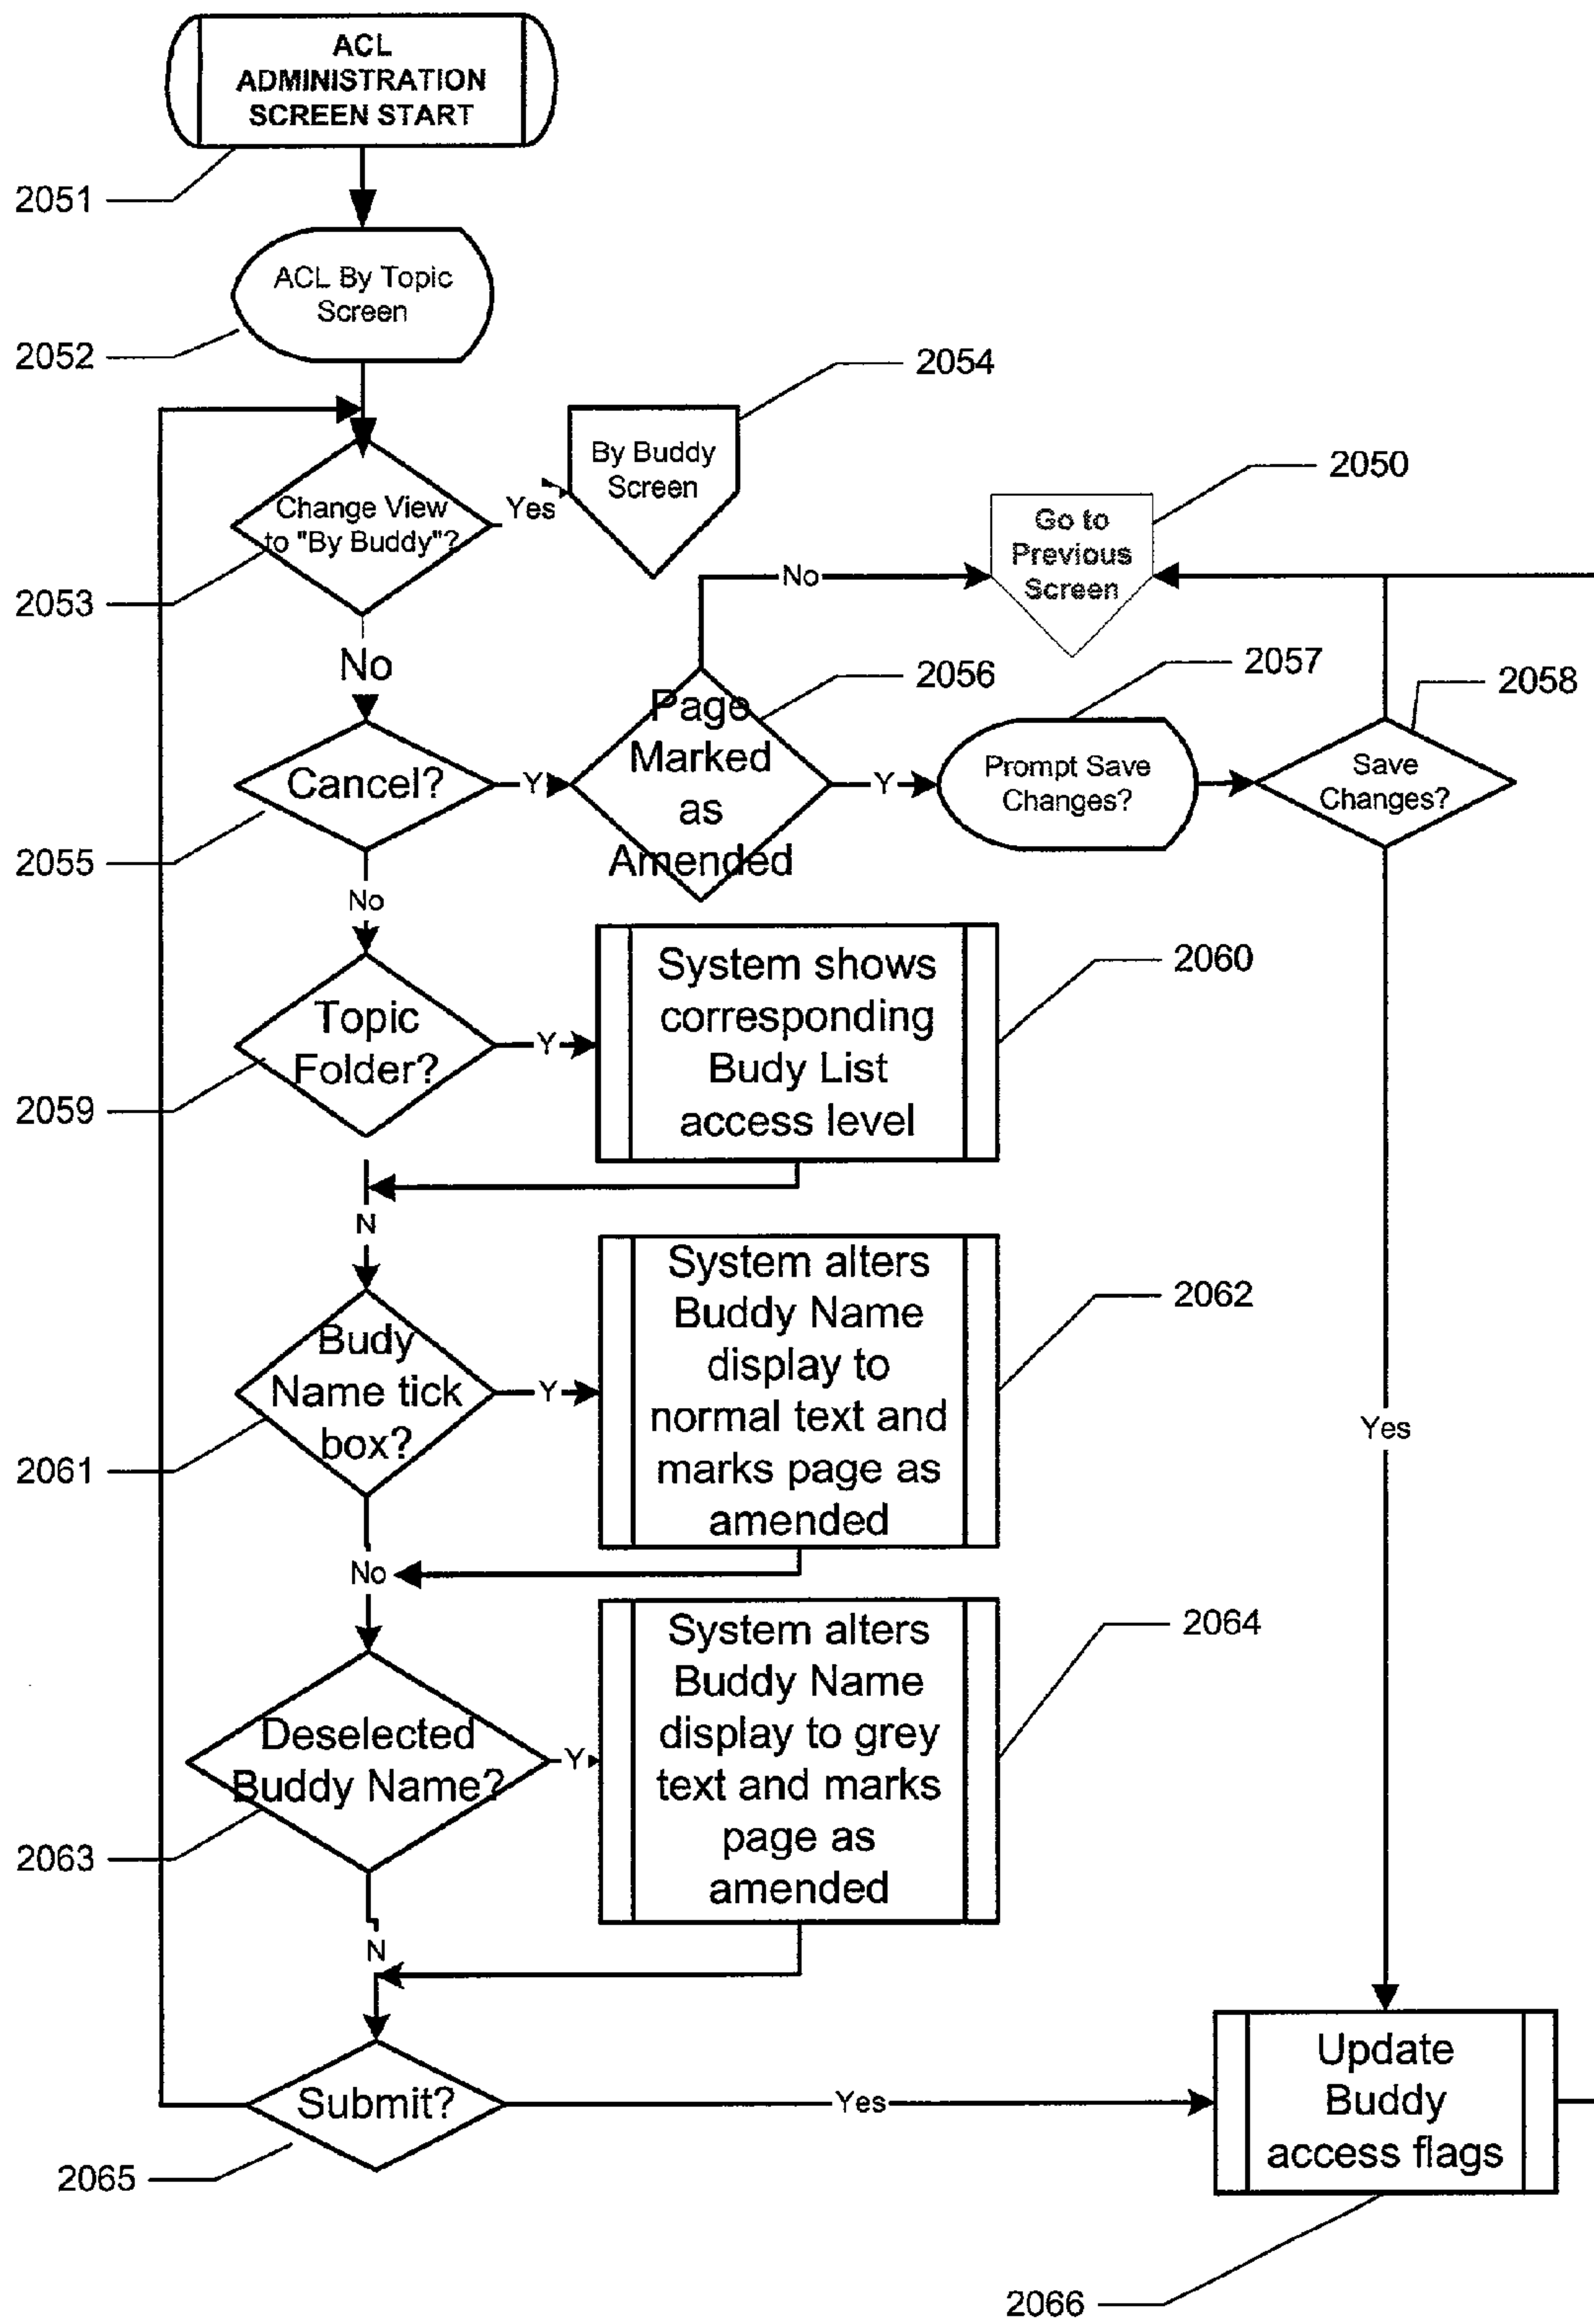 ACL
ADMINISTRATION
SCREEN START
2051
ACL By Topic
Screen
2052
2054
By Buddy
Screen
Change View
to "By Buddy"?
Yes
2053
2050
Go to
Previous
Screen
No
No
2056
2057
2058
Page
Marked
as
Amended
Cancel?
Y
Y
Prompt Save
Changes?
Save
Changes?
2055
No
2060
System shows
corresponding
Budy List
access level
Topic
Folder?
Y
2059
N
2062
System alters
Buddy Name
display to
normal text and
marks page as
amended
Budy
Name tick
box?
Y
2061
Yes
No
2064
System alters
Buddy Name
display to grey
text and marks
page as
amended
Deselected
Buddy Name?
Y
2063
N
Submit?
Yes
Update
Buddy
access flags
2065
2066